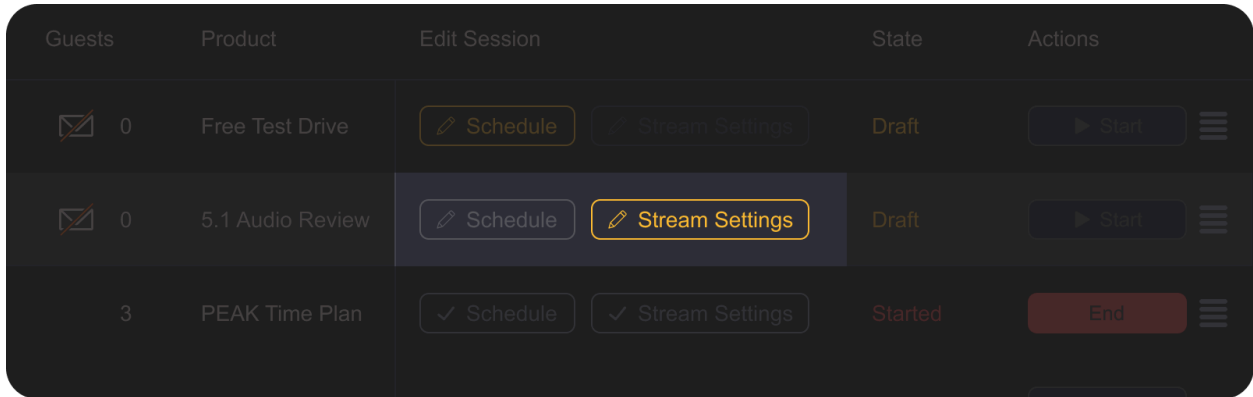 Guests Product Edit Session State Actions
0 Free Test Drive Schedule Stream Settings Draft Start
0 5.1 Audio Review Schedule Stream Settings Draft Start
3 PEAK Time Plan Schedule Stream Settings Started End